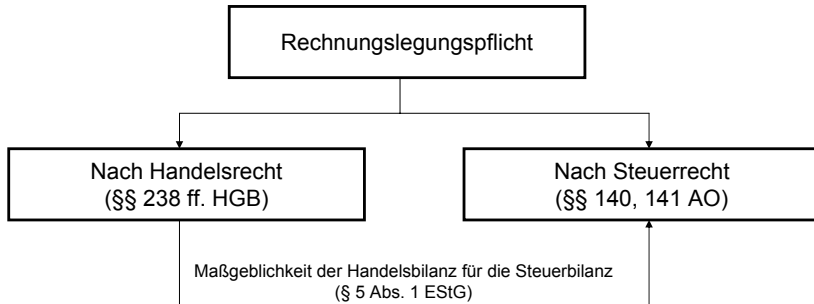 Rechnungslegungspflicht
Nach Handelsrecht
(§§ 238 ff. HGB)
Nach Steuerrecht
(§§ 140, 141 AO)
Maßgeblichkeit der Handelsbilanz für die Steuerbilanz
(§ 5 Abs. 1 EStG)